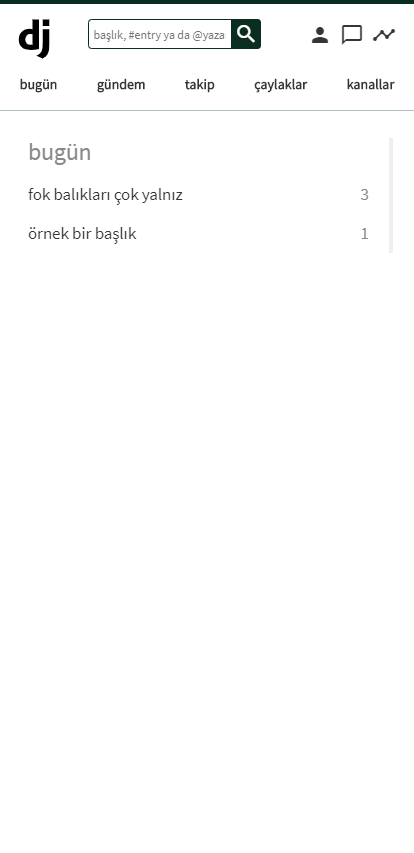 dj
başlık, #entry ya da @yaza
bugün gündem takip çaylaklar kanallar
bugün
fok balıkları çok yalnız 3
örnek bir başlık 1